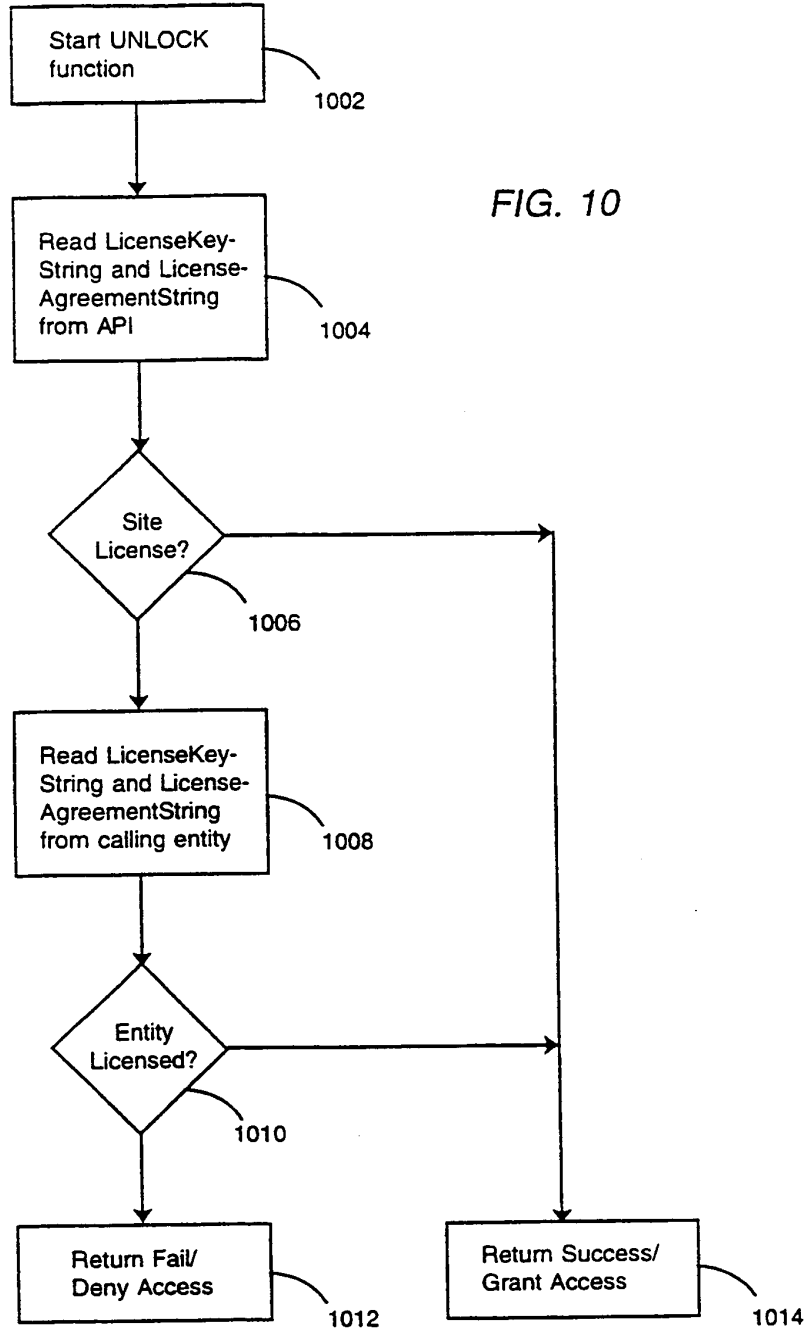 Start UNLOCK
function
1002
FIG. 10
Read LicenseKey-
String and License-
AgreementString
from API
1004
Site
License?
1006
Read LicenseKey-
String and License-
AgreementString
from calling entity
1008
Entity
Licensed?
1010
Return Fail/
Deny Access
1012
Return Success/
Grant Access
1014